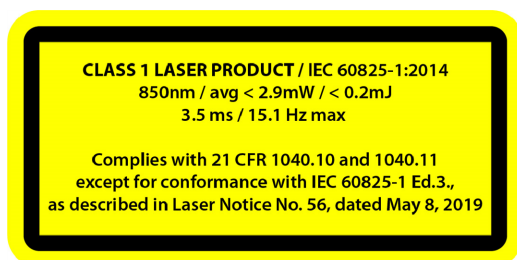 CLASS 1 LASER PRODUCT / IEC 60825-1:2014
850nm / avg < 2.9mW / < 0.2mJ
3.5 ms / 15.1 Hz max
Complies with 21 CFR 1040.10 and 1040.11
except for conformance with IEC 60825-1 Ed.3.,
as described in Laser Notice No. 56, dated May 8, 2019